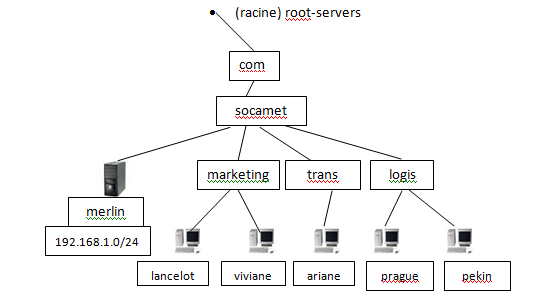 (racine) root-servers
com
socamet
marketing
trans
logis
merlin
192.168.1.0/24
lancelot
viviane
ariane
prague
pekin